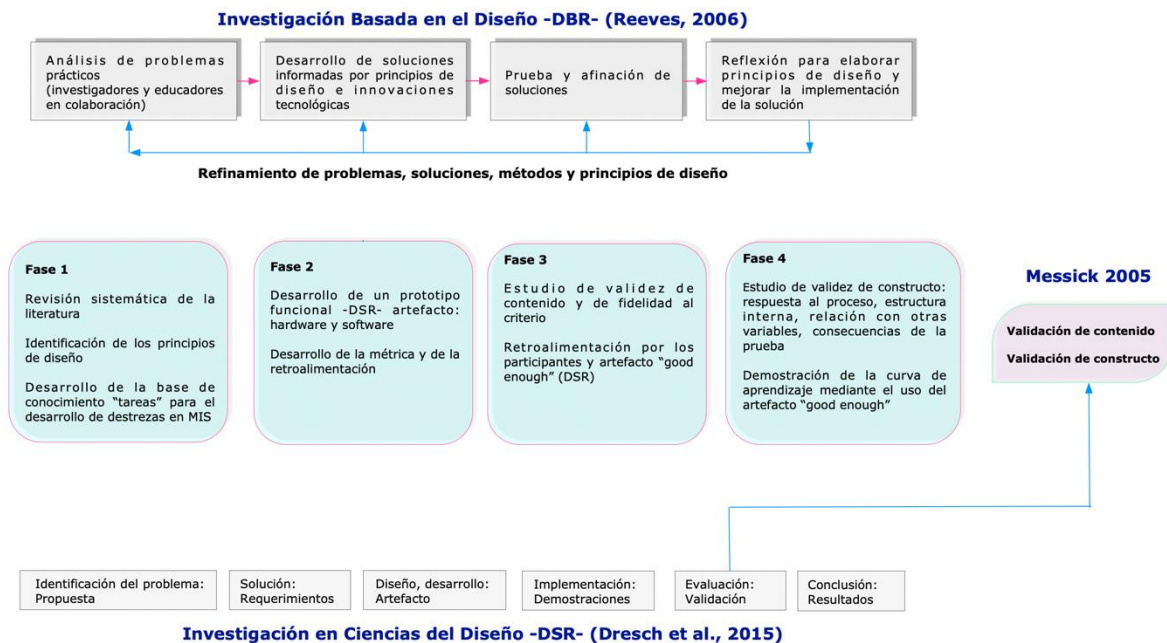 Investigación Basada en el Diseño -DBR- (Reeves, 2006)
Análisis de problemas
prácticos
(investigadores y educadores
en colaboración)
Desarrollo de soluciones
informadas por principios de
diseño e innovaciones
tecnológicas
Prueba y afinación de
soluciones
Reflexión para elaborar
principios de diseño y
mejorar la implementación
de la solución
Refinamiento de problemas, soluciones, métodos y principios de diseño
Fase 1
Revisión sistemática de la
literatura
Identificación de los principios
de diseño
Desarrollo de la base de
conocimiento “tareas” para el
desarrollo de destrezas en MIS
Fase 2
Desarrollo de un prototipo
funcional -DSR- artefacto:
hardware y software
Desarrollo de la métrica y de la
retroalimentación
Fase 3
Estudio de validez de
contenido y de fidelidad al
criterio
Retroalimentación por los
participantes y artefacto “good
enough” (DSR)
Fase 4
Estudio de validez de constructo:
respuesta al proceso, estructura
interna, relación con otras
variables, consecuencias de la
prueba
Demostración de la curva de
aprendizaje mediante el uso del
artefacto “good enough”
Messick 2005
Validación de contenido
Validación de constructo
Identificación del problema:
Propuesta
Solución:
Requerimientos
Diseño, desarrollo:
Artefacto
Implementación:
Demostraciones
Evaluación:
Validación
Conclusión:
Resultados
Investigación en Ciencias del Diseño -DSR- (Dresch et al., 2015)